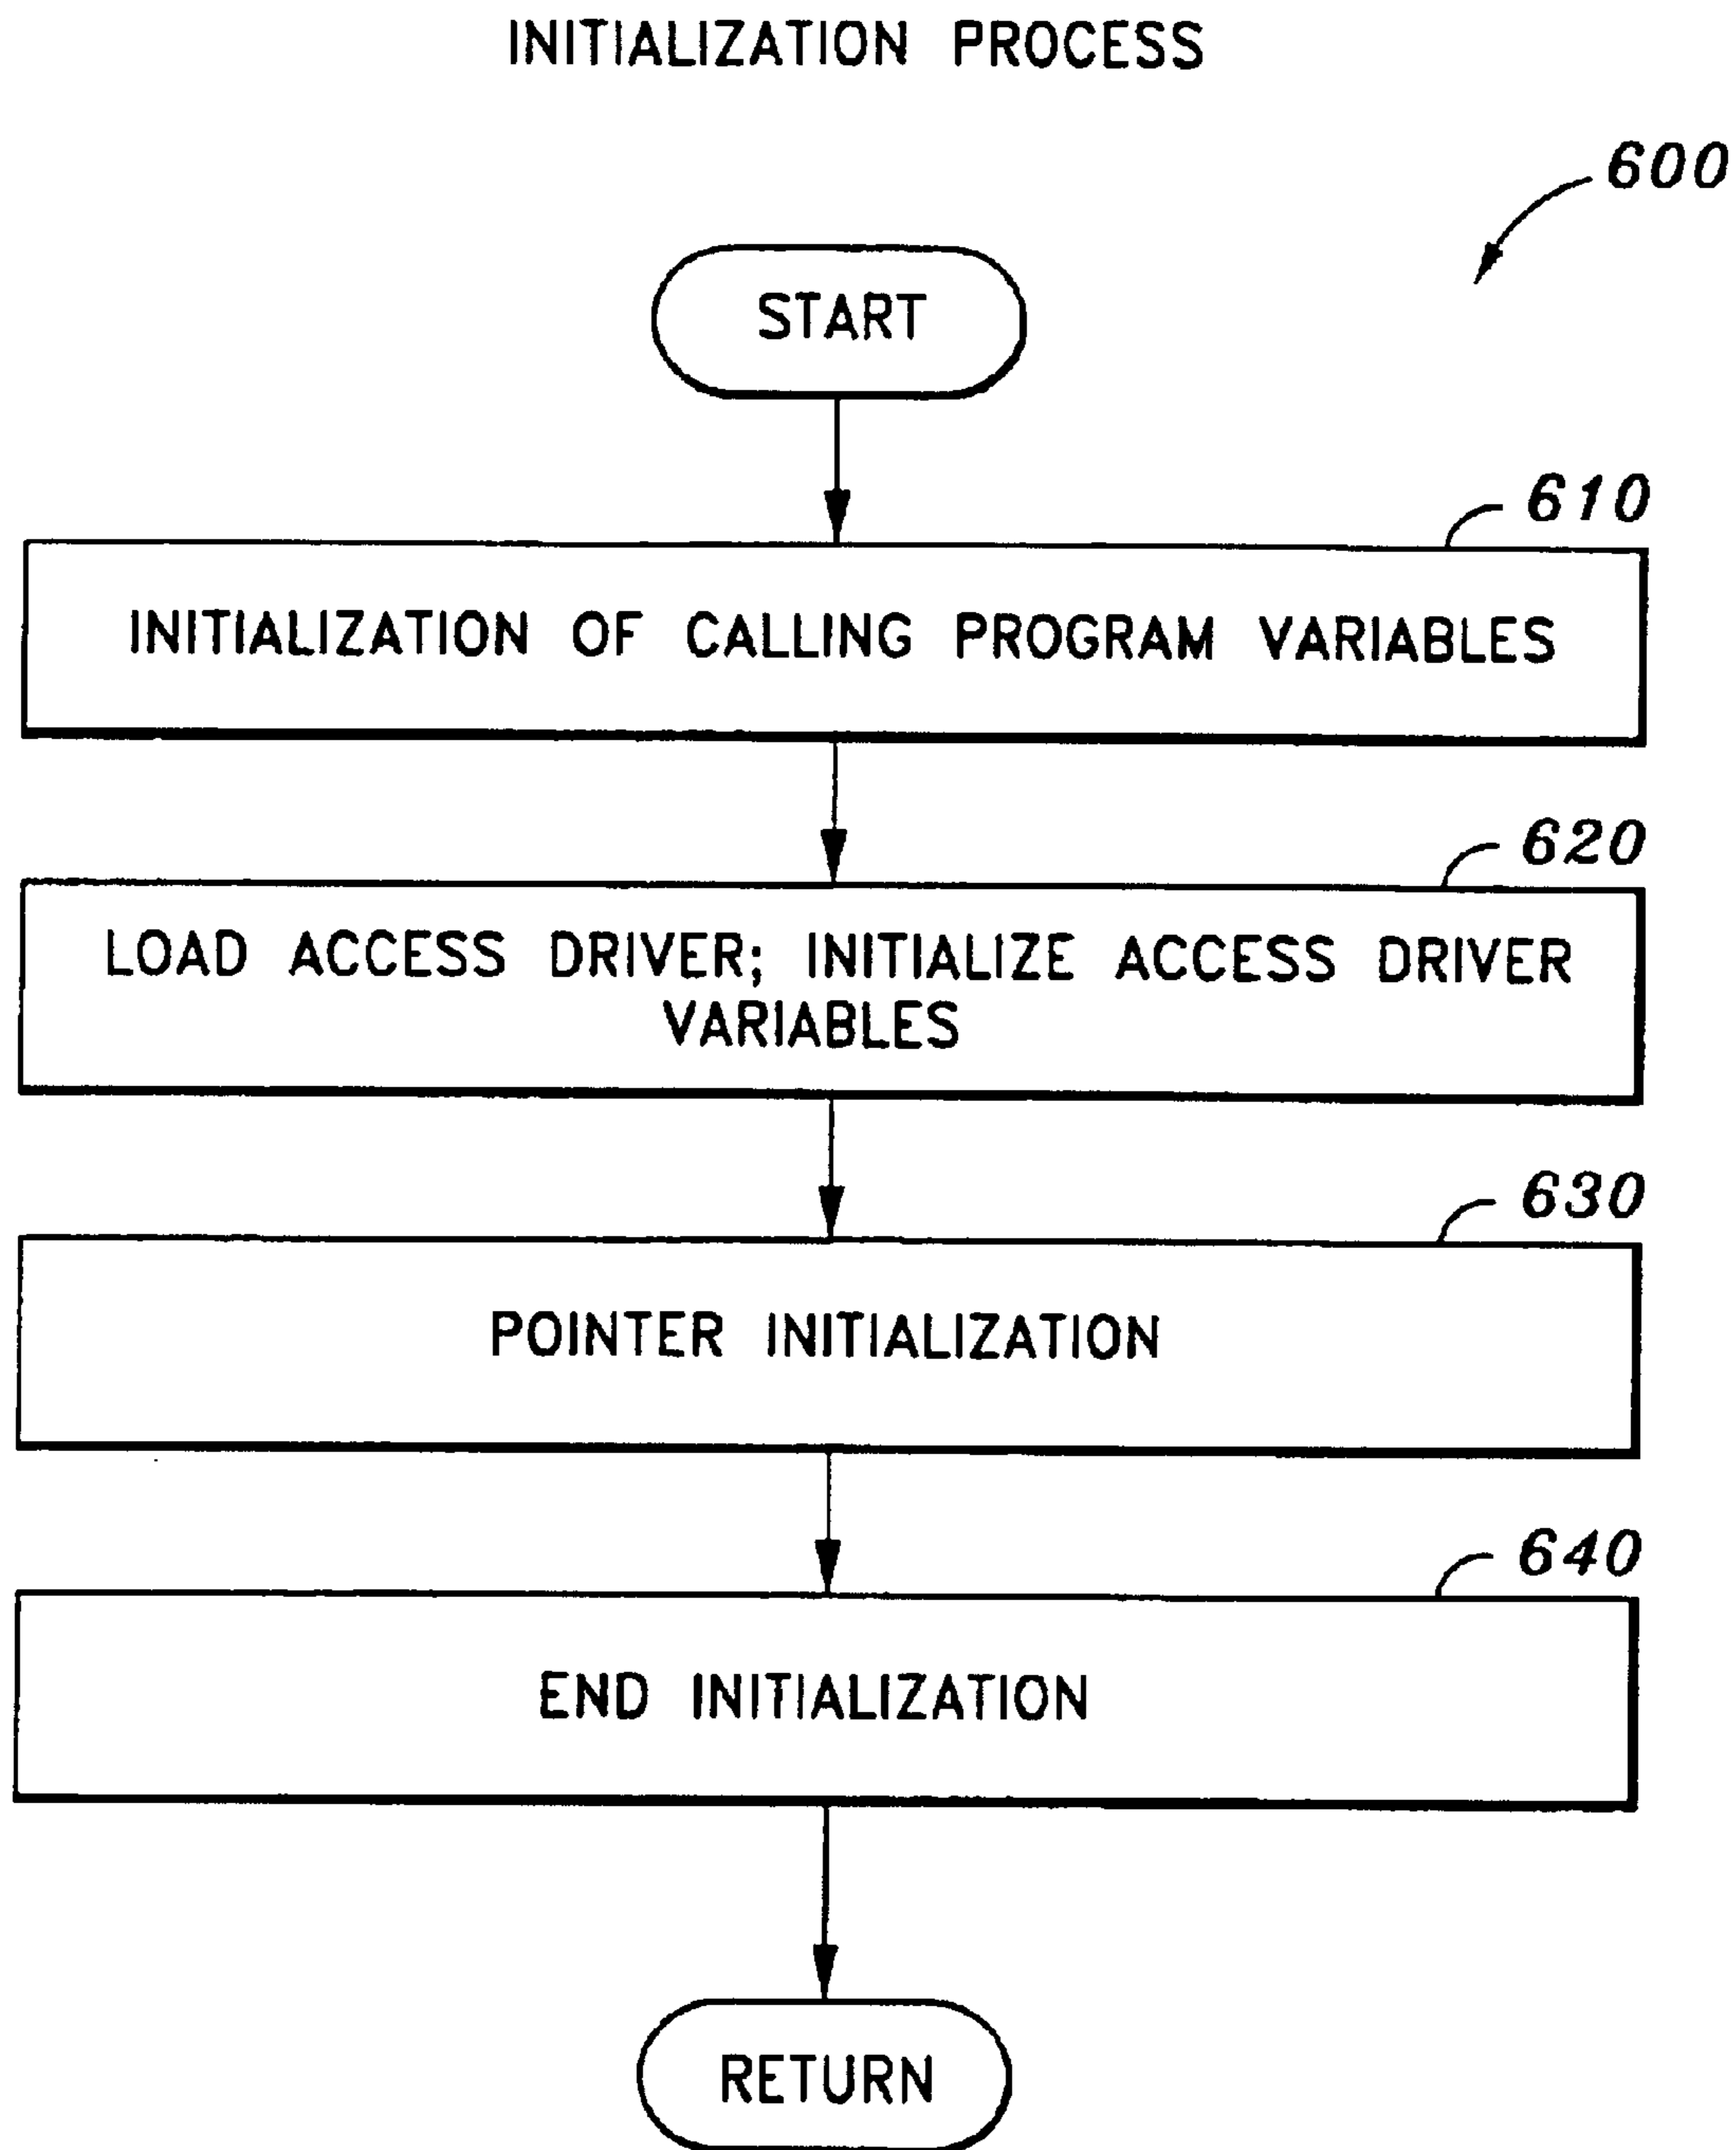 INITIALIZATION PROCESS
600
START
610
INITIALIZATION OF CALLING PROGRAM VARIABLES
620
LOAD ACCESS DRIVER; INITIALIZE ACCESS DRIVER
VARIABLES
630
POINTER INITIALIZATION
640
END INITIALIZATION
RETURN